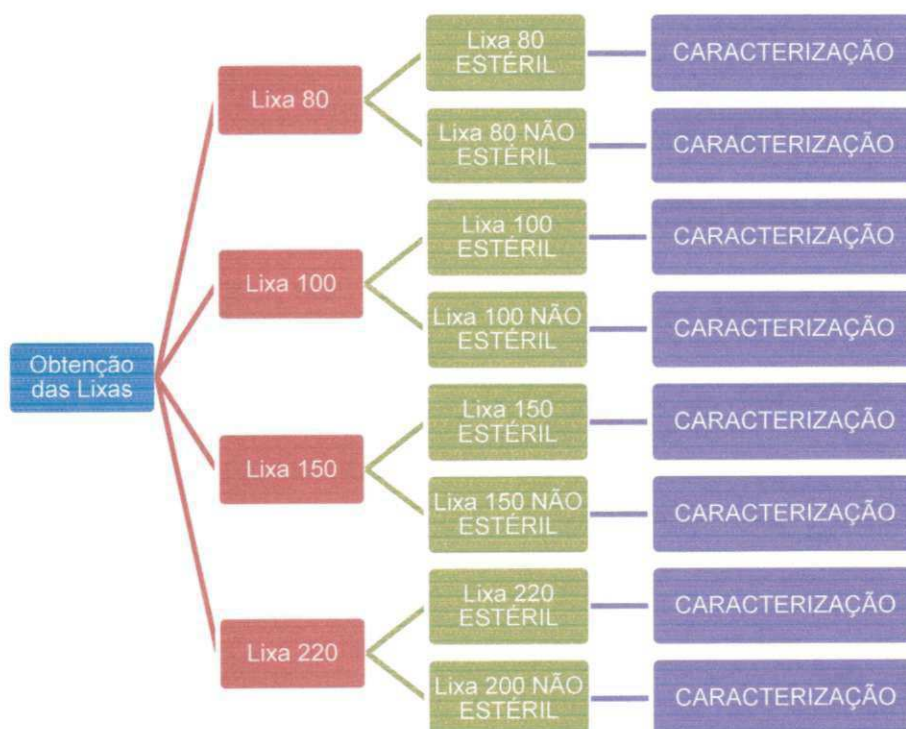 Obtenção
das Lixas
Lixa 80
Lixa 80
ESTÉRIL
CARACTERIZAÇÃO
Lixa 80 NÃO
ESTÉRIL
CARACTERIZAÇÃO
Lixa 100
Lixa 100
ESTÉRIL
CARACTERIZAÇÃO
Lixa 100 NÃO
ESTÉRIL
CARACTERIZAÇÃO
Lixa 150
Lixa 150
ESTÉRIL
CARACTERIZAÇÃO
Lixa 150 NÃO
ESTÉRIL
CARACTERIZAÇÃO
Lixa 220
Lixa 220
ESTÉRIL
CARACTERIZAÇÃO
Lixa 200 NÃO
ESTÉRIL
CARACTERIZAÇÃO